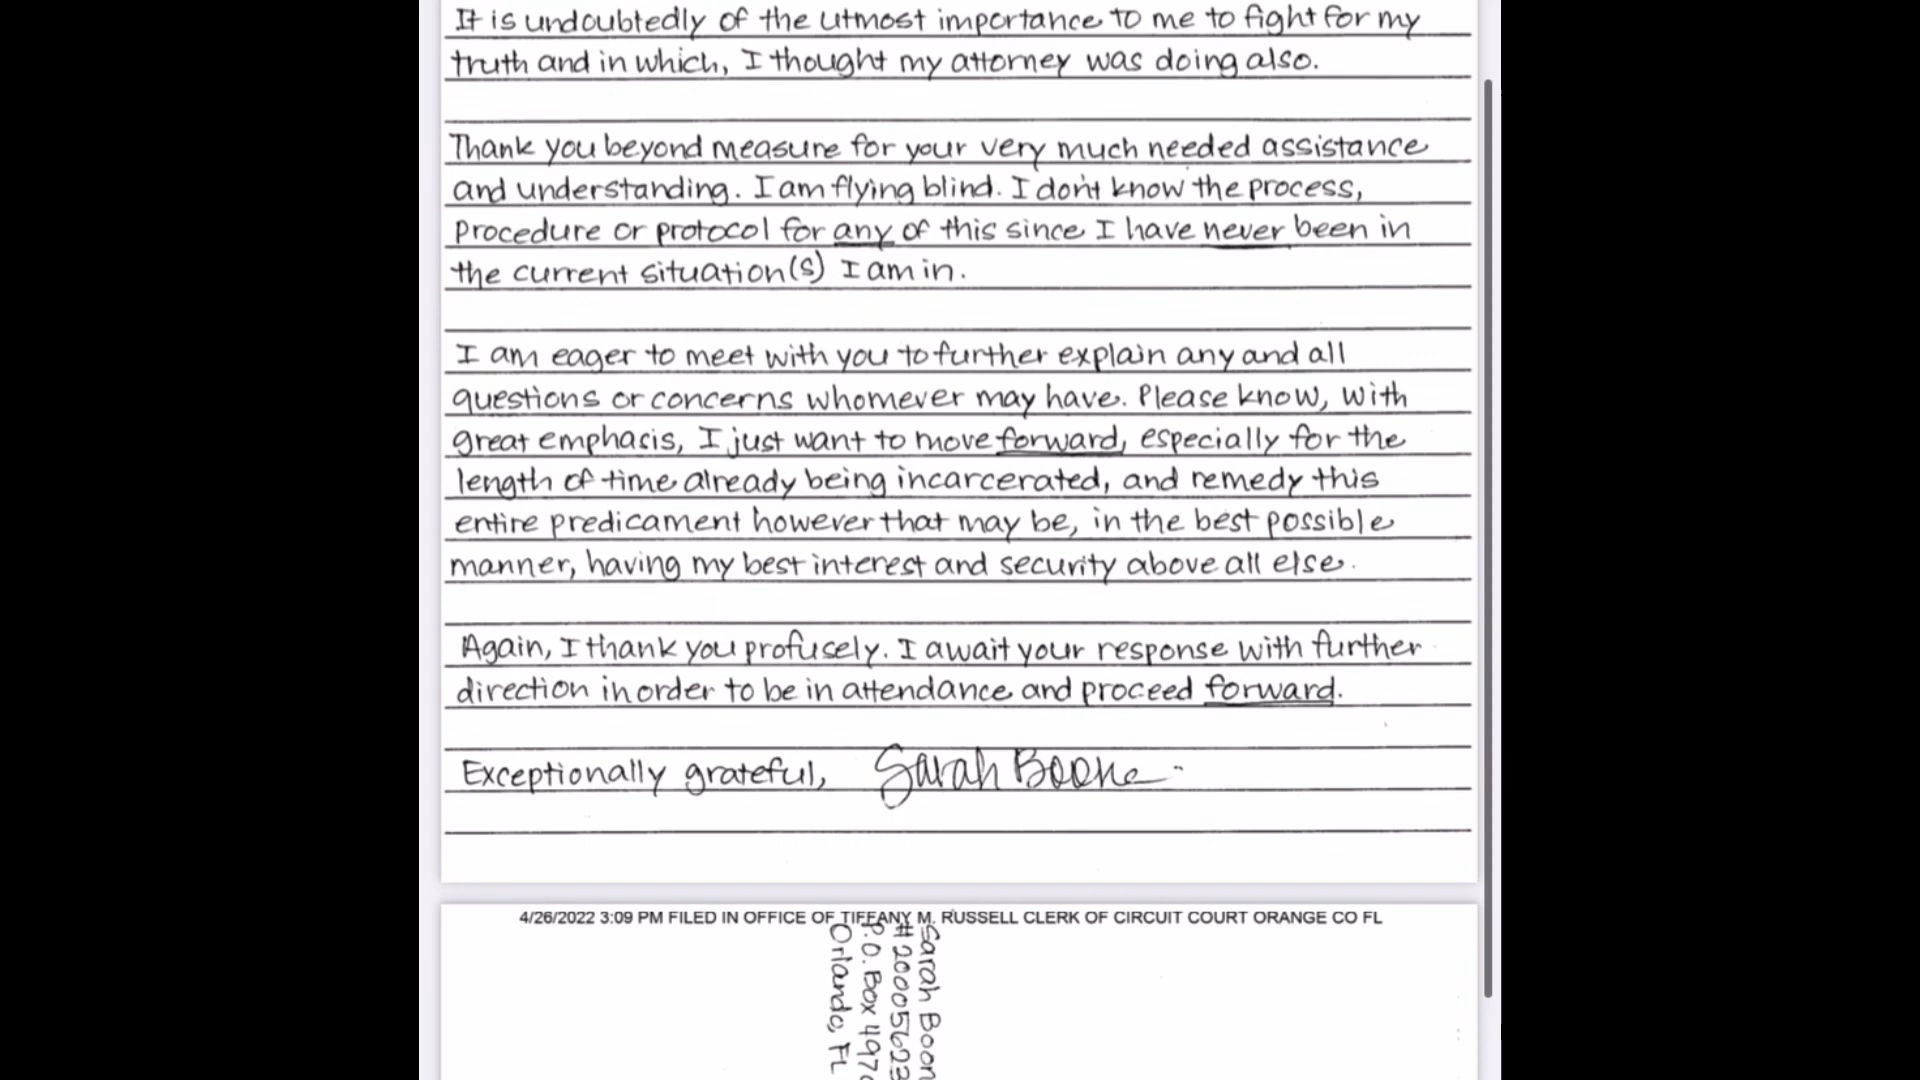 It is undoubtedly of the utmost importance to me to fight for my
truth and in which, I thought my attorney was doing also.
Thank you beyond measure for your very much needed assistance
and understanding. I am flying blind. I don't know the process,
procedure or protocol for any of this since I have never been in
the current situation(s) I am in.
I am eager to meet with you to further explain any and all
questions or concerns whomever may have. Please know, with
great emphasis, I just want to move forward, especially for the
length of time already being incarcerated, and remedy this
entire predicament however that may be, in the best possible
manner, having my best interest and security above all else.
Again, I thank you profusely. I await your response with further
direction in order to be in attendance and proceed forward.
Exceptionally grateful, Sarah Boone
4/26/2022 3:09 PM FILED IN OFFICE OF TIFFANY M. RUSSELL CLERK OF CIRCUIT COURT ORANGE CO FL
Sarah Boon
# 20005623
P.O. Box 497
Orlando, FL